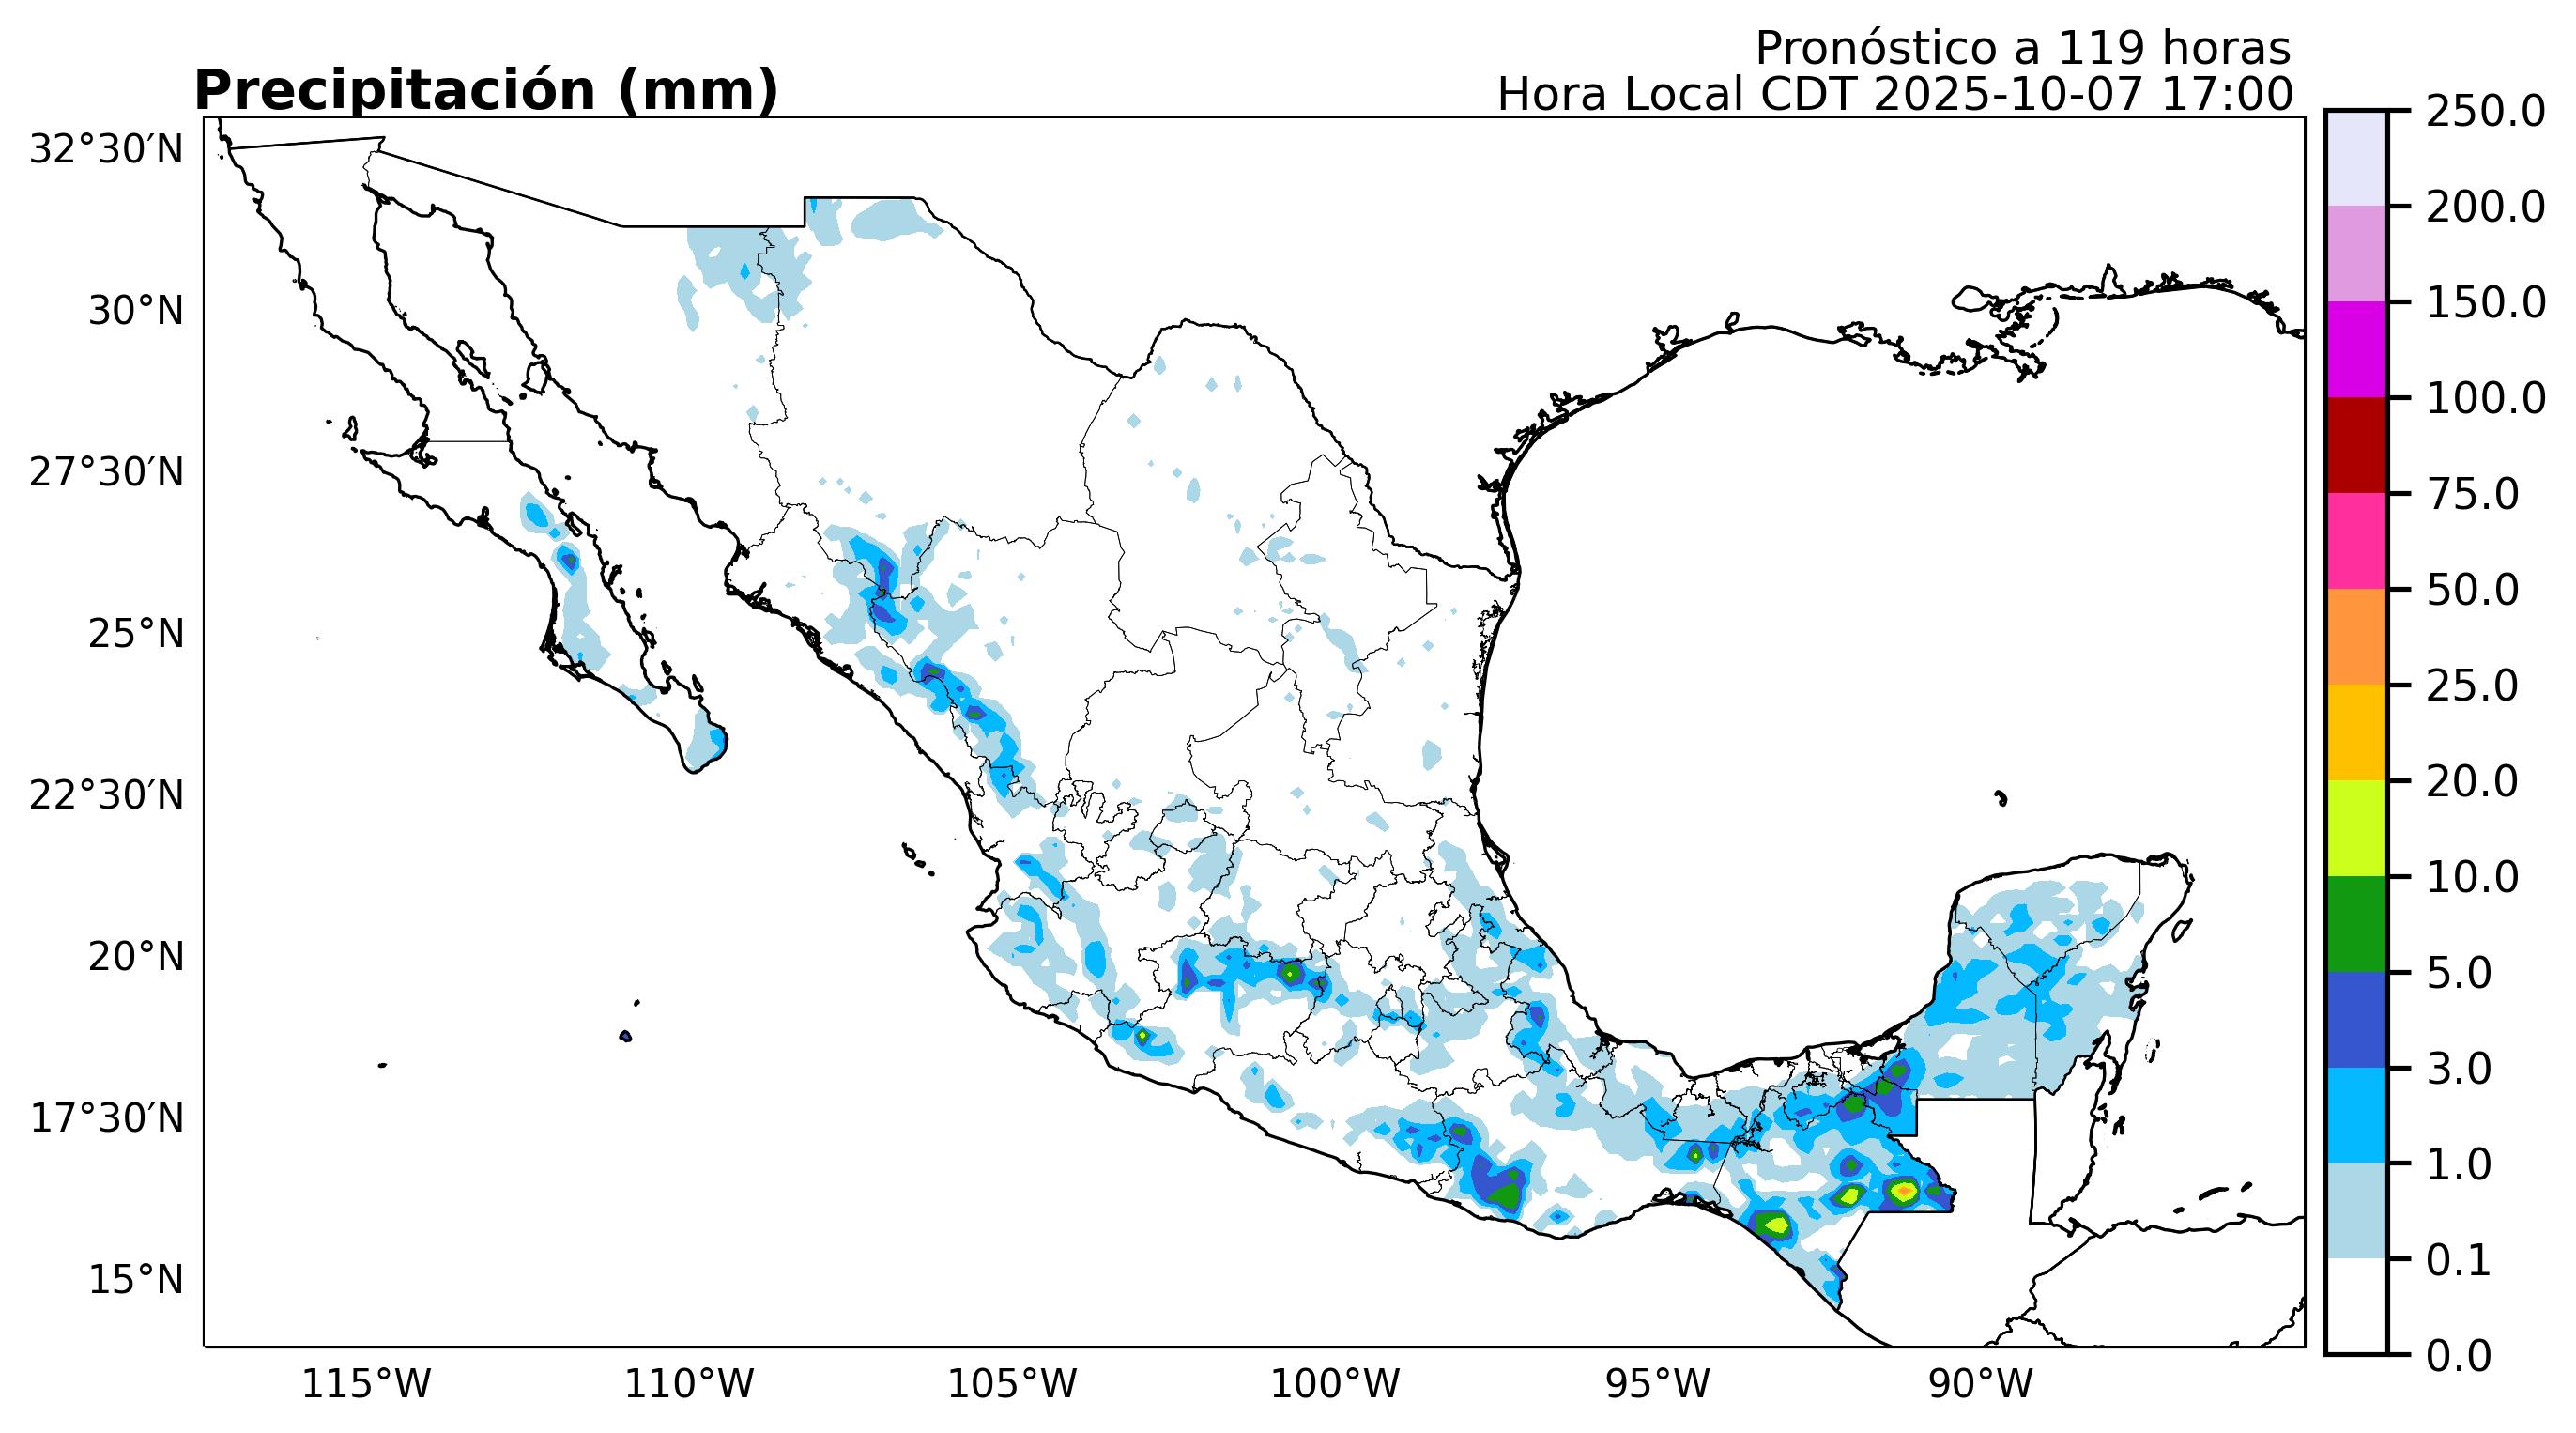 Pronóstico a 119 horas
Precipitación (mm)
Hora Local CDT 2025-10-07 17:00
32°30′N
30°N
27°30′N
25°N
22°30′N
20°N
17°30′N
15°N
115°W
110°W
105°W
100°W
95°W
90°W
250.0
200.0
150.0
100.0
75.0
50.0
25.0
20.0
10.0
5.0
3.0
1.0
0.1
0.0